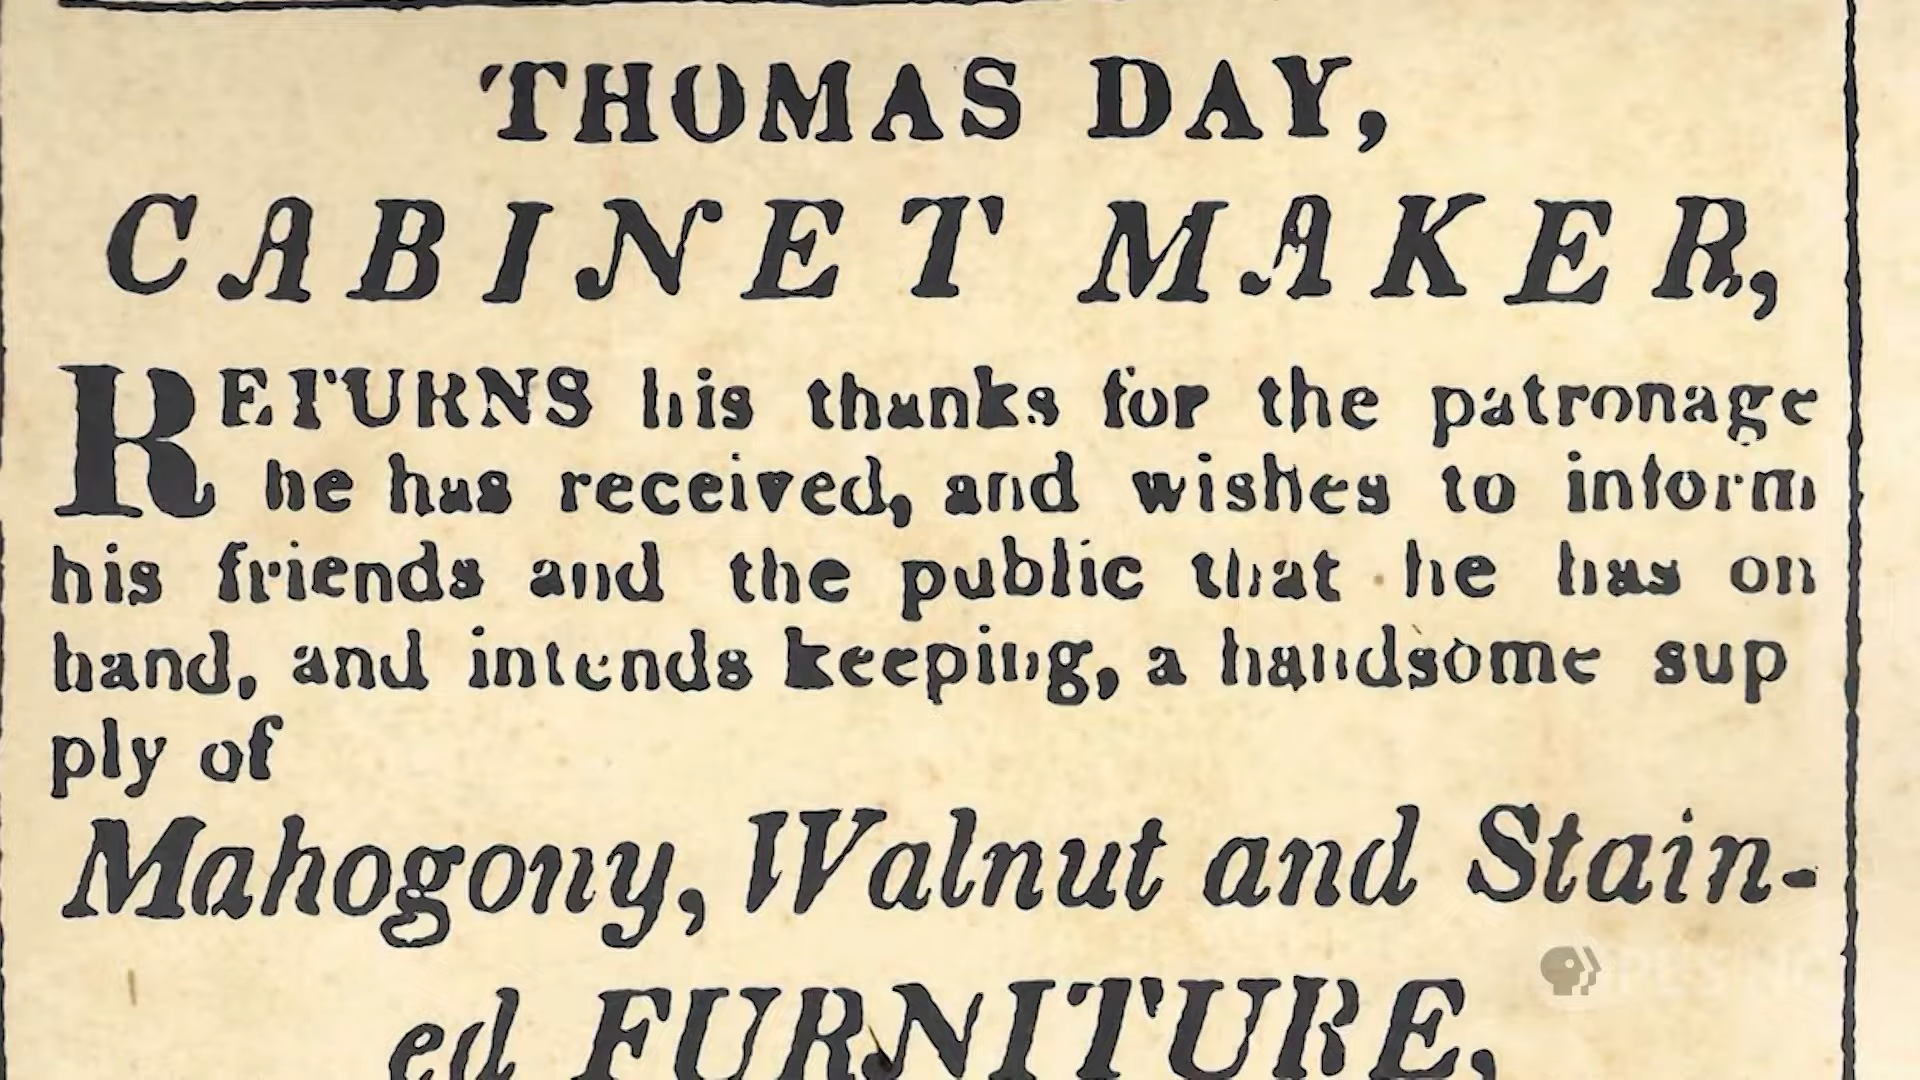 THOMAS DAY,
CABINET MAKER,
RETURNS his thanks for the patronage
he has received, and wishes to inform
his friends and the public that he has on
hand, and intends keeping, a handsome sup
ply of
Mahogony, Walnut and Stain-
ed FURNITURE,
PBS NC